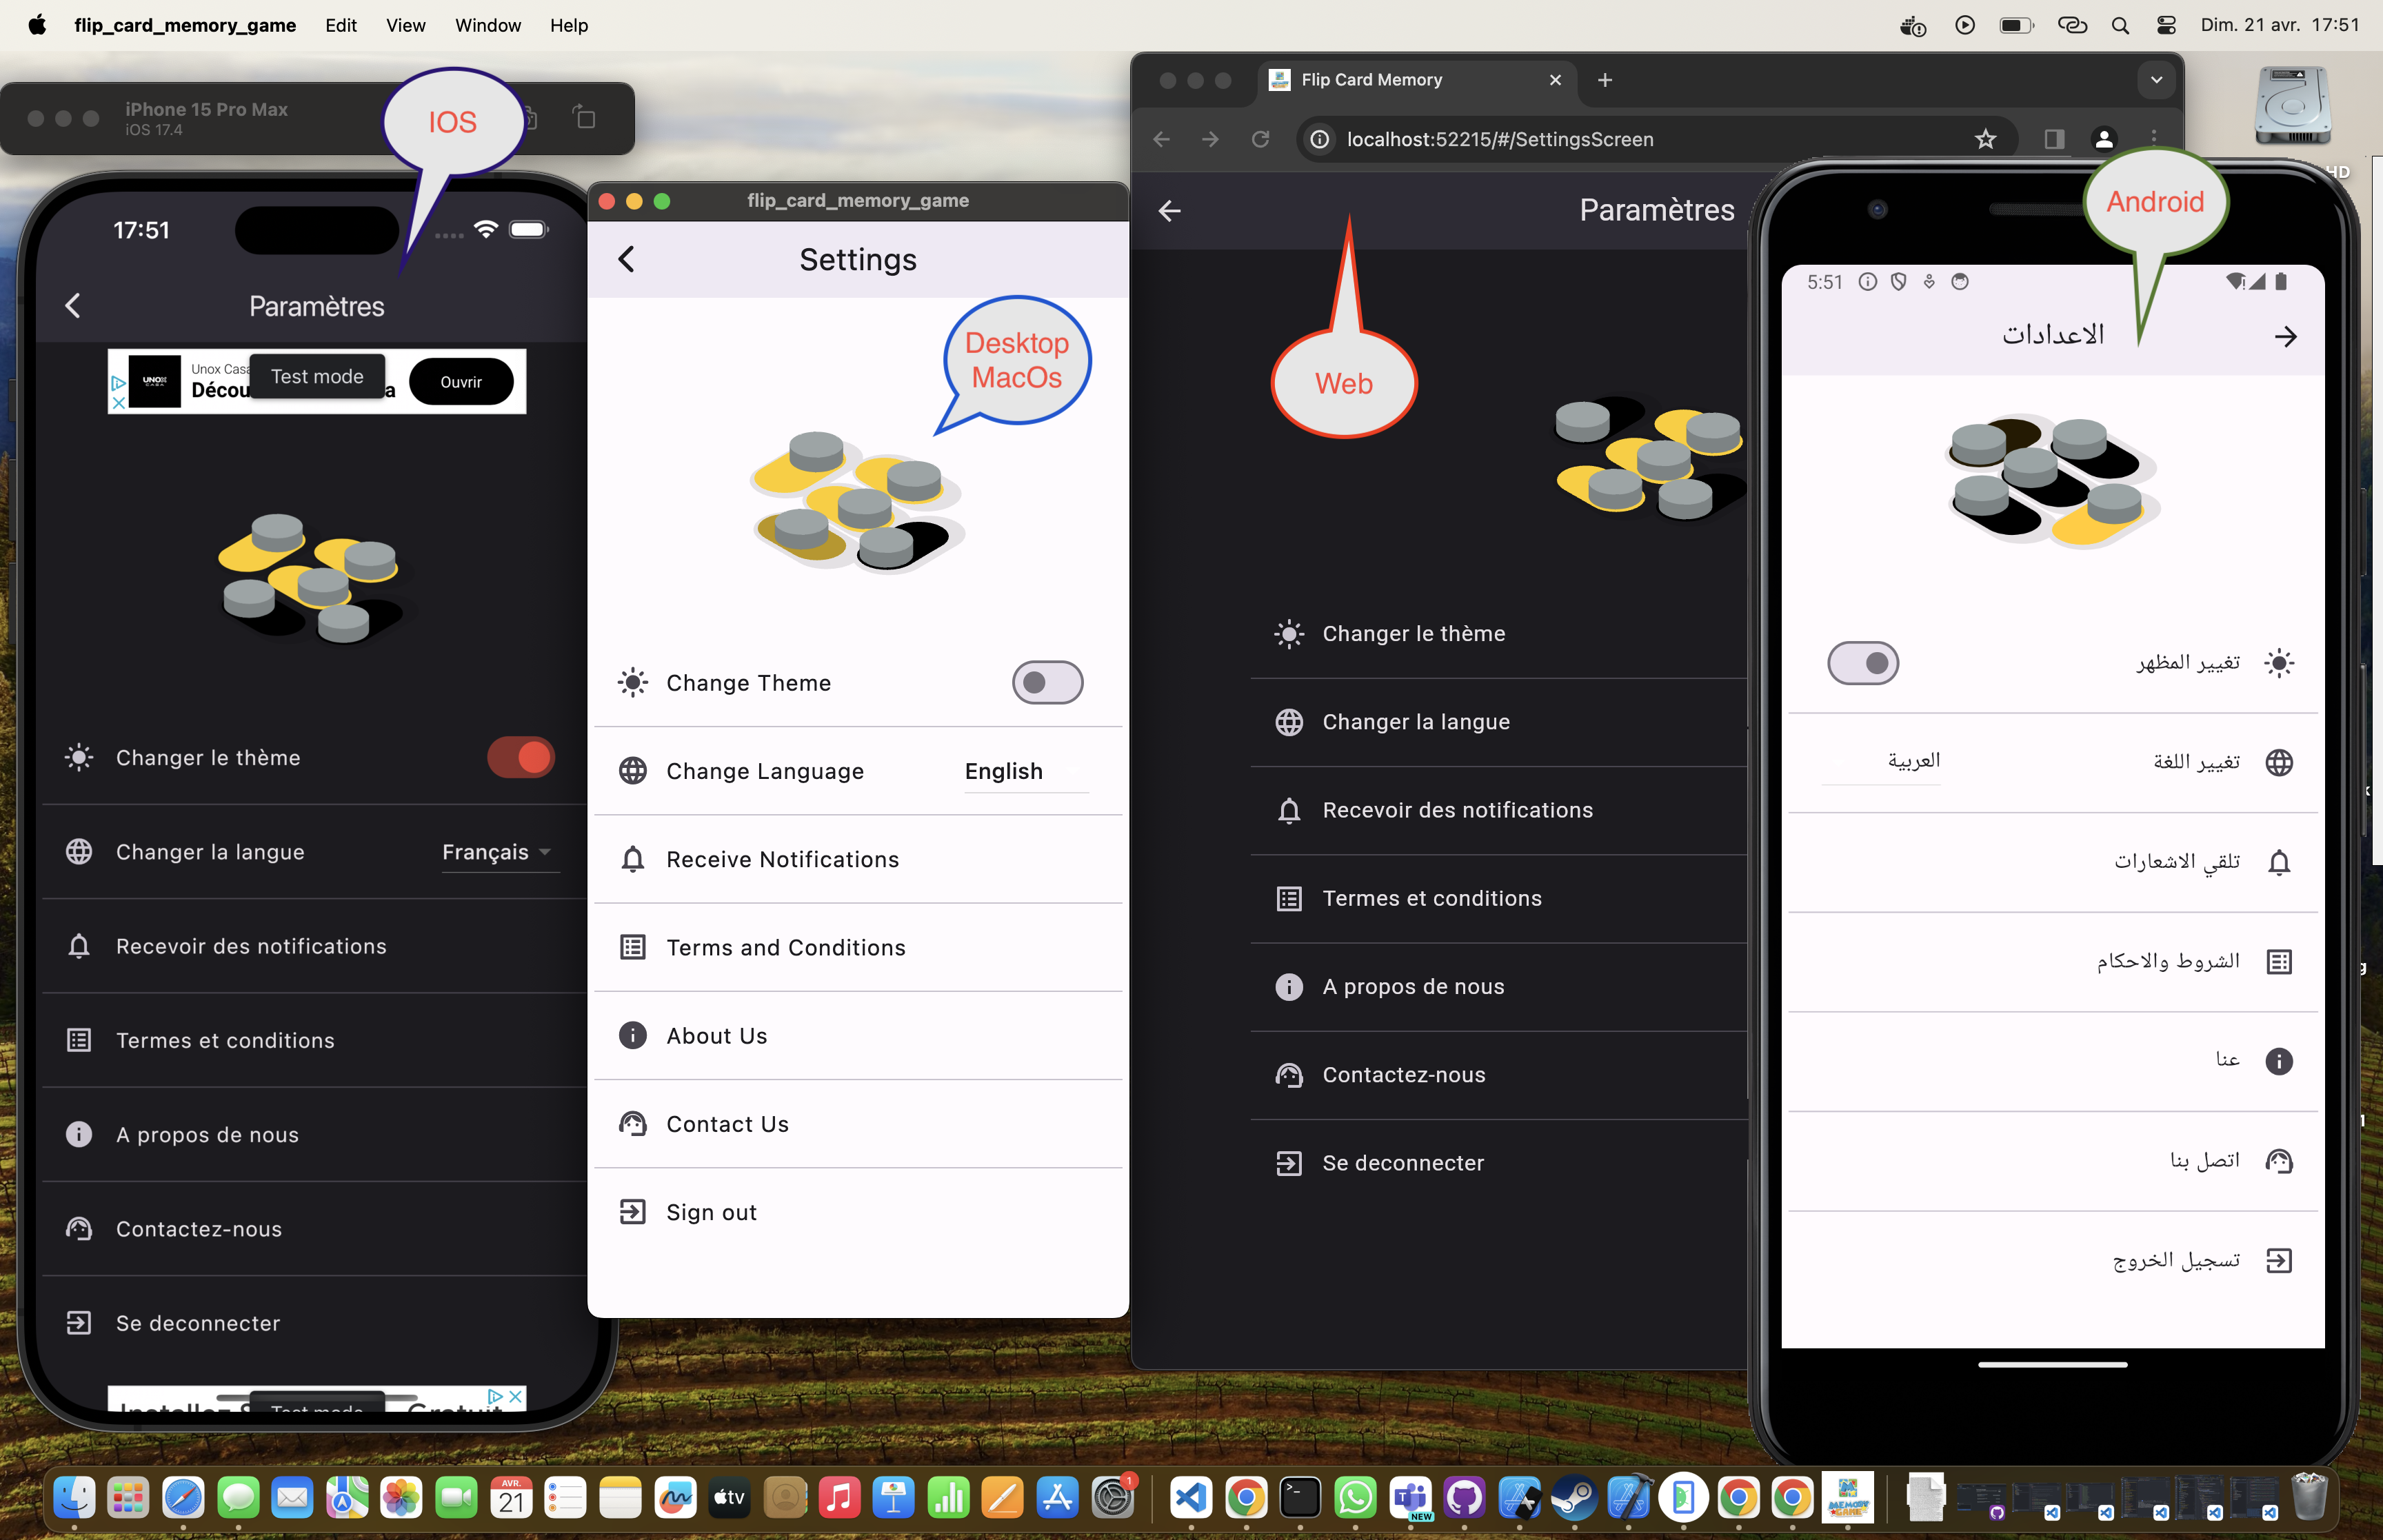 flip_card_memory_game Edit View Window Help
Dim. 21 avr. 17:51
iPhone 15 Pro Max
iOS 17.4
IOS
17:51
Paramètres
Unox Casa
Test mode
Ouvrir
Changer le thème
Changer la langue Français
Recevoir des notifications
Termes et conditions
A propos de nous
Contactez-nous
Se deconnecter
Test mode
flip_card_memory_game
Settings
Desktop
MacOs
Change Theme
Change Language English
Receive Notifications
Terms and Conditions
About Us
Contact Us
Sign out
Flip Card Memory
localhost:52215/#/SettingsScreen
Paramètres
Web
Changer le thème
Changer la langue
Recevoir des notifications
Termes et conditions
A propos de nous
Contactez-nous
Se deconnecter
HD
Android
5:51
الاعدادات
تغيير المظهر
تغيير اللغة العربية
تلقي الاشعارات
الشروط والاحكام
عنا
اتصل بنا
تسجيل الخروج
AVR.
21
tv
1
NEW
MEMORY
GAME